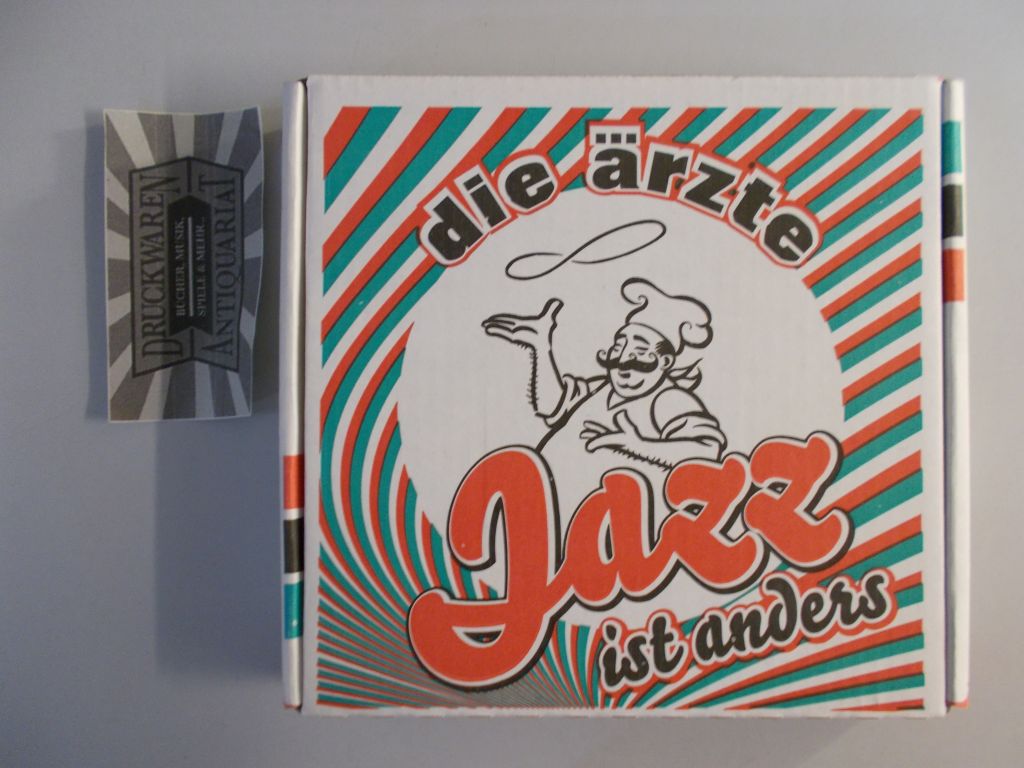 DRUCKWAREN
BÜCHER, MUSIK
SPIELE & MEHR...
ANTIQUARIAT
die ärzte
Jazz
ist anders